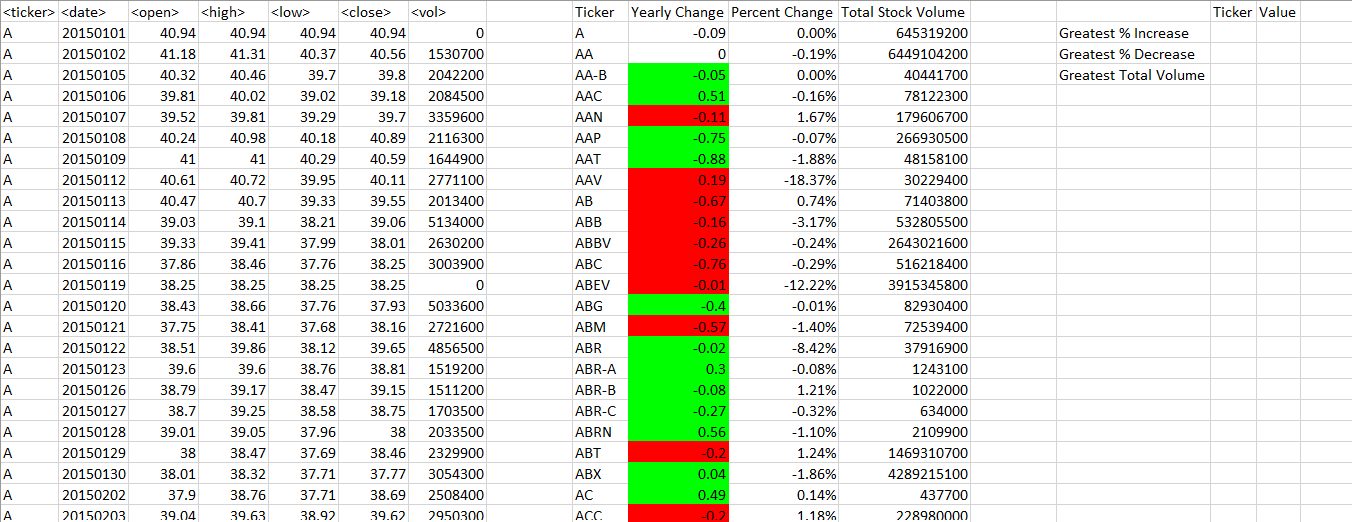 <ticker> <date> <open> <high> <low> <close> <vol> Ticker Yearly Change Percent Change Total Stock Volume Ticker Value
A 20150101 40.94 40.94 40.94 40.94 0 A -0.09 0.00% 645319200 Greatest % Increase
A 20150102 41.18 41.31 40.37 40.56 1530700 AA 0 -0.19% 6449104200 Greatest % Decrease
A 20150105 40.32 40.46 39.7 39.8 2042200 AA-B -0.05 0.00% 40441700 Greatest Total Volume
A 20150106 39.81 40.02 39.02 39.18 2084500 AAC 0.51 -0.16% 78122300
A 20150107 39.52 39.81 39.29 39.7 3359600 AAN -0.11 1.67% 179606700
A 20150108 40.24 40.98 40.18 40.89 2116300 AAP -0.75 -0.07% 266930500
A 20150109 41 41 40.29 40.59 1644900 AAT -0.88 -1.88% 48158100
A 20150112 40.61 40.72 39.95 40.11 2771100 AAV 0.19 -18.37% 30229400
A 20150113 40.47 40.7 39.33 39.55 2013400 AB -0.67 0.74% 71403800
A 20150114 39.03 39.1 38.21 39.06 5134000 ABB -0.16 -3.17% 532805500
A 20150115 39.33 39.41 37.99 38.01 2630200 ABBV -0.26 -0.24% 2643021600
A 20150116 37.86 38.46 37.76 38.25 3003900 ABC -0.76 -0.29% 516218400
A 20150119 38.25 38.25 38.25 38.25 0 ABEV -0.01 -12.22% 3915345800
A 20150120 38.43 38.66 37.76 37.93 5033600 ABG -0.4 -0.01% 82930400
A 20150121 37.75 38.41 37.68 38.16 2721600 ABM -0.57 -1.40% 72539400
A 20150122 38.51 39.86 38.12 39.65 4856500 ABR -0.02 -8.42% 37916900
A 20150123 39.6 39.6 38.76 38.81 1519200 ABR-A 0.3 -0.08% 1243100
A 20150126 38.79 39.17 38.47 39.15 1511200 ABR-B -0.08 1.21% 1022000
A 20150127 38.7 39.25 38.58 38.75 1703500 ABR-C -0.27 -0.32% 634000
A 20150128 39.01 39.05 37.96 38 2033500 ABRN 0.56 -1.10% 2109900
A 20150129 38 38.47 37.69 38.46 2329900 ABT -0.2 1.24% 1469310700
A 20150130 38.01 38.32 37.71 37.77 3054300 ABX 0.04 -1.86% 4289215100
A 20150202 37.9 38.76 37.71 38.69 2508400 AC 0.49 0.14% 437700
A 20150203 39.04 39.63 38.92 39.62 2950300 ACC -0.2 1.18% 228980000